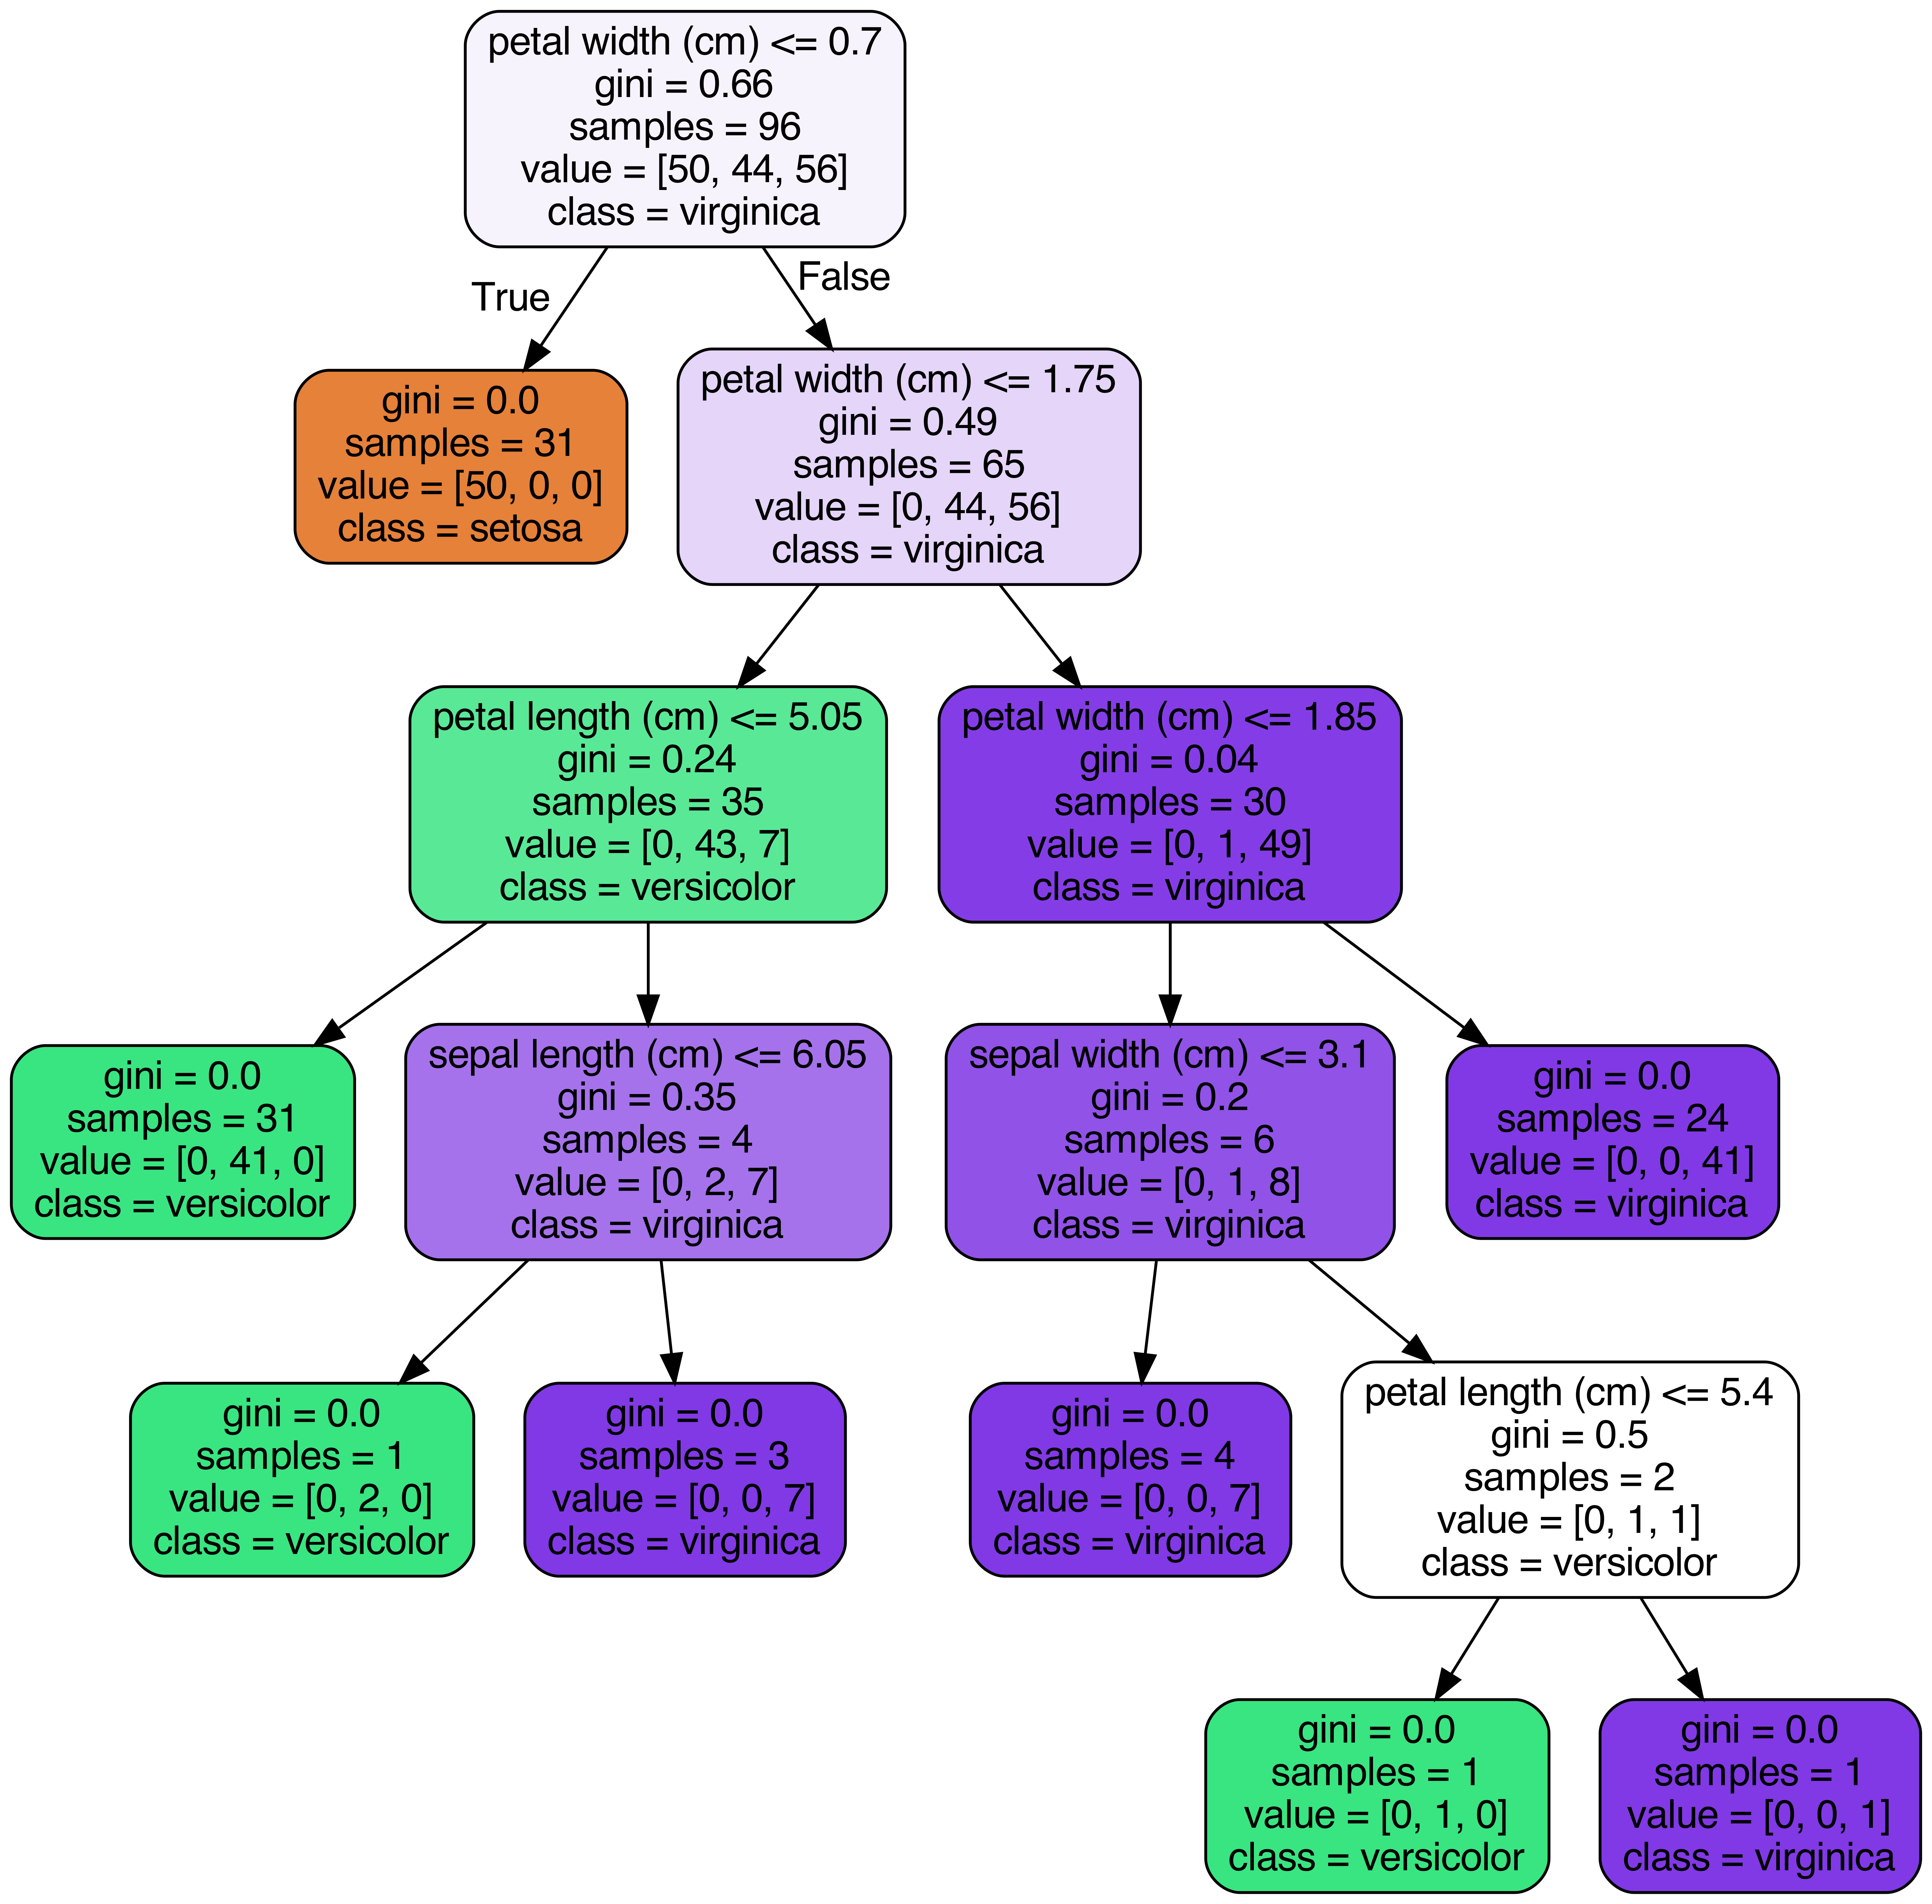 petal width (cm) <= 0.7
gini = 0.66
samples = 96
value = [50, 44, 56]
class = virginica
True
False
gini = 0.0
samples = 31
value = [50, 0, 0]
class = setosa
petal width (cm) <= 1.75
gini = 0.49
samples = 65
value = [0, 44, 56]
class = virginica
petal length (cm) <= 5.05
gini = 0.24
samples = 35
value = [0, 43, 7]
class = versicolor
petal width (cm) <= 1.85
gini = 0.04
samples = 30
value = [0, 1, 49]
class = virginica
gini = 0.0
samples = 31
value = [0, 41, 0]
class = versicolor
sepal length (cm) <= 6.05
gini = 0.35
samples = 4
value = [0, 2, 7]
class = virginica
sepal width (cm) <= 3.1
gini = 0.2
samples = 6
value = [0, 1, 8]
class = virginica
gini = 0.0
samples = 24
value = [0, 0, 41]
class = virginica
gini = 0.0
samples = 1
value = [0, 2, 0]
class = versicolor
gini = 0.0
samples = 3
value = [0, 0, 7]
class = virginica
gini = 0.0
samples = 4
value = [0, 0, 7]
class = virginica
petal length (cm) <= 5.4
gini = 0.5
samples = 2
value = [0, 1, 1]
class = versicolor
gini = 0.0
samples = 1
value = [0, 1, 0]
class = versicolor
gini = 0.0
samples = 1
value = [0, 0, 1]
class = virginica